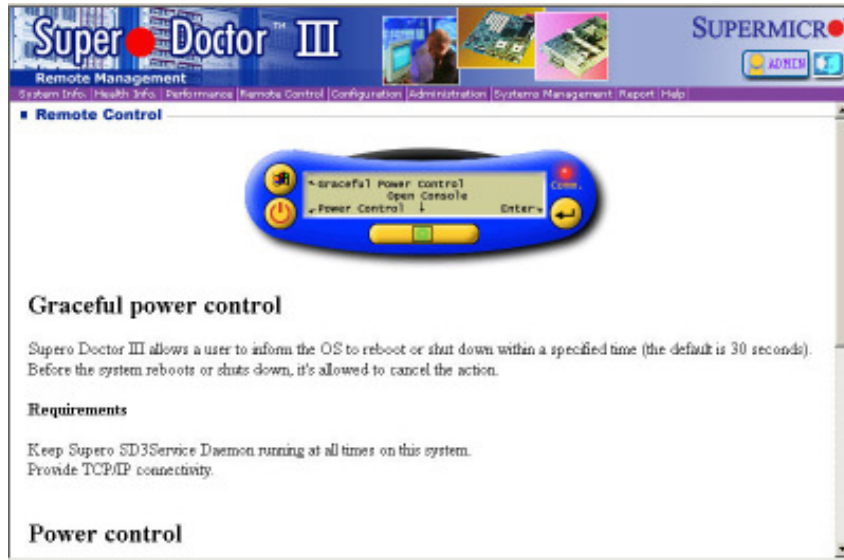 Super Doctor™ III
SUPERMICRO
Remote Management
ADMIN
System Info. Health Info. Performance Remote Control Configuration Administration Systems Management Report Help
Remote Control
Graceful Power Control
Comm.
Open Console
Power Control ↓ Enter
Graceful power control
Supero Doctor III allows a user to inform the OS to reboot or shut down within a specified time (the default is 30 seconds).
Before the system reboots or shuts down, it's allowed to cancel the action.
Requirements
Keep Supero SD3Service Daemon running at all times on this system.
Provide TCP/IP connectivity.
Power control